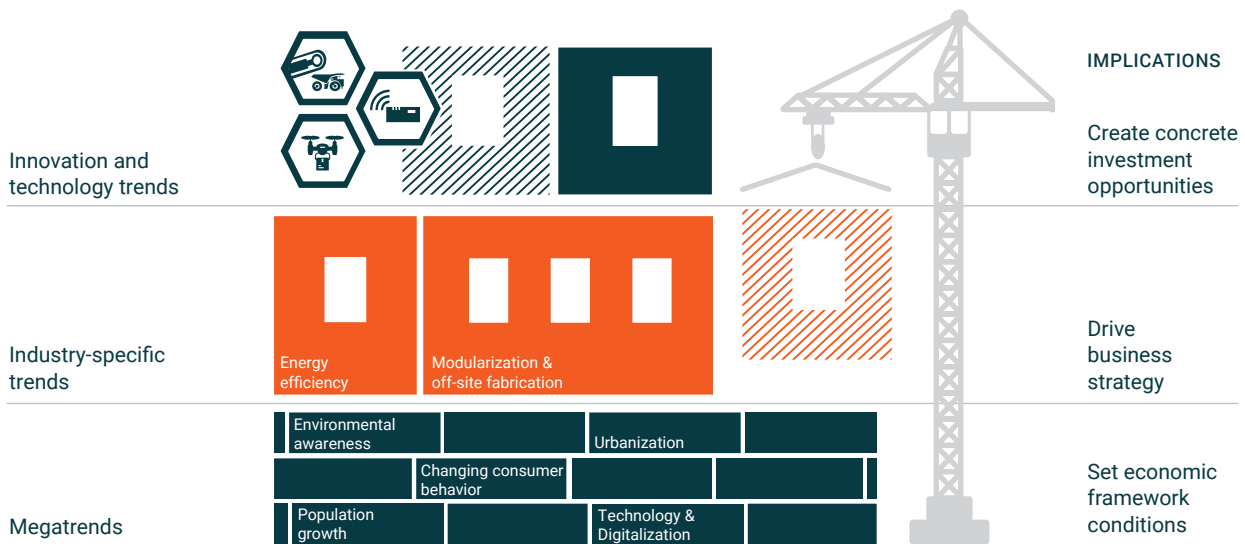 IMPLICATIONS
Innovation and
technology trends
Create concrete
investment
opportunities
Industry-specific
trends
Energy
efficiency
Modularization &
off-site fabrication
Drive
business
strategy
Megatrends
Environmental
awareness
Urbanization
Changing consumer
behavior
Population
growth
Technology &
Digitalization
Set economic
framework
conditions